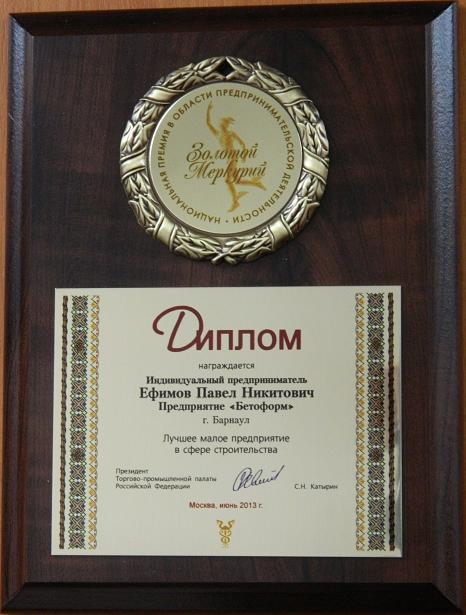 НАЦИОНАЛЬНАЯ ПРЕМИЯ В ОБЛАСТИ ПРЕДПРИНИМАТЕЛЬСКОЙ ДЕЯТЕЛЬНОСТИ •
Золотой
Меркурий
Диплом
награждается
Индивидуальный предприниматель
Ефимов Павел Никитович
Предприятие «Бетоформ»
г. Барнаул
Лучшее малое предприятие
в сфере строительства
Президент
Торгово-промышленной палаты
Российской Федерации
С.Н. Катырин
Москва, июнь 2013 г.